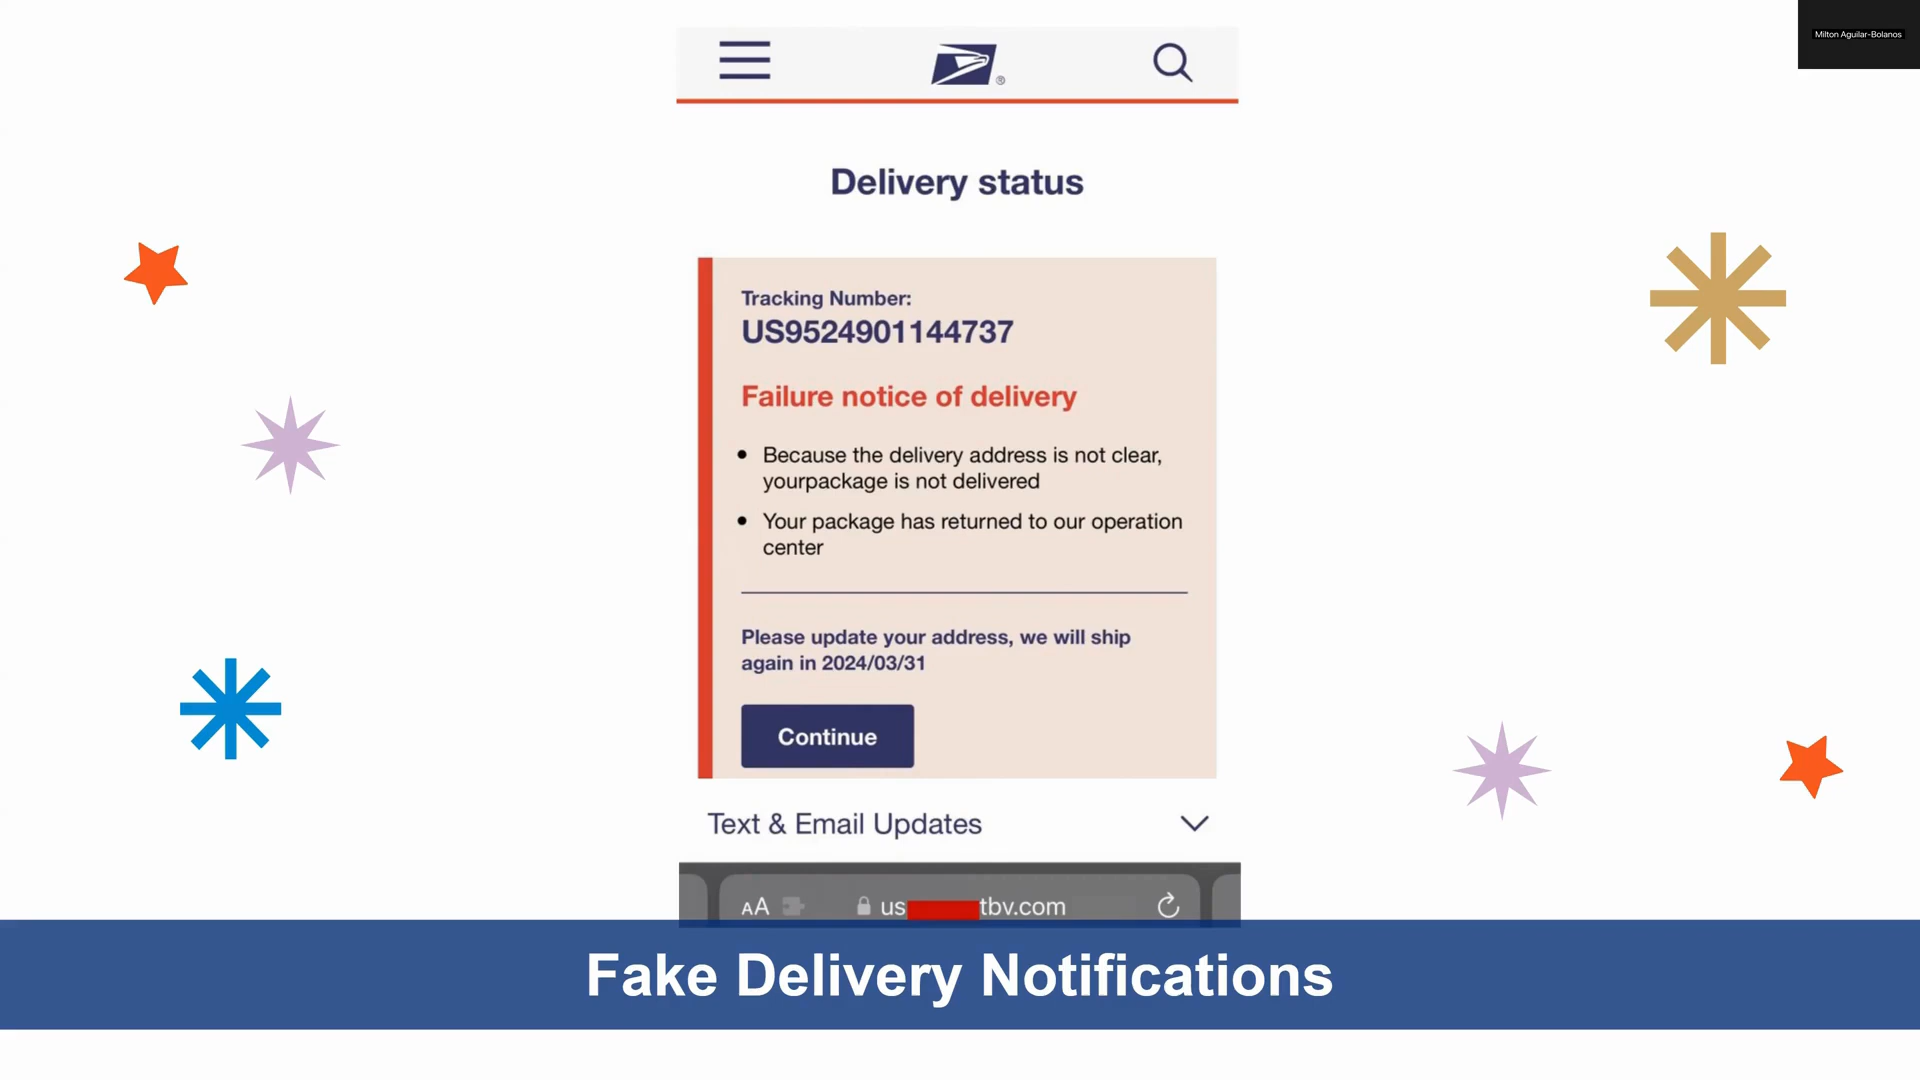 Milton Aguilar-Bolanos
®
Delivery status
Tracking Number:
US9524901144737
Failure notice of delivery
• Because the delivery address is not clear,
yourpackage is not delivered
• Your package has returned to our operation
center
Please update your address, we will ship
again in 2024/03/31
Continue
Text & Email Updates
AA
us
tbv.com
Fake Delivery Notifications